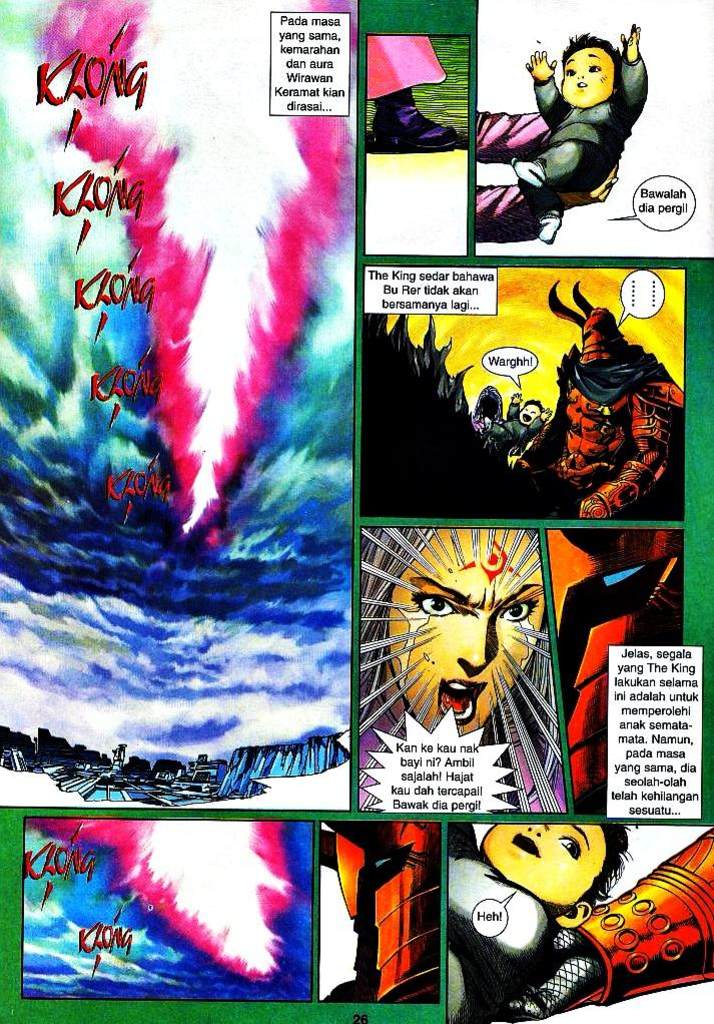 Pada masa
yang sama,
kemarahan
dan aura
Wirawan
Keramat kian
dirasai...
KLONG
KLONG
KLONG
KLONG
KLONG
Bawalah
dia pergi!
The King sedar bahawa
Bu Rer tidak akan
bersamanya lagi...
Warghh!
Kan ke kau nak
bayi ni? Ambil
sajalah! Hajat
kau dah tercapai!
Bawak dia pergi!
Jelas, segala
yang The King
lakukan selama
ini adalah untuk
memperolehi
anak semata-
mata. Namun,
pada masa
yang sama, dia
seolah-olah
telah kehilangan
sesuatu...
KLONG
KLONG
Heh!
26